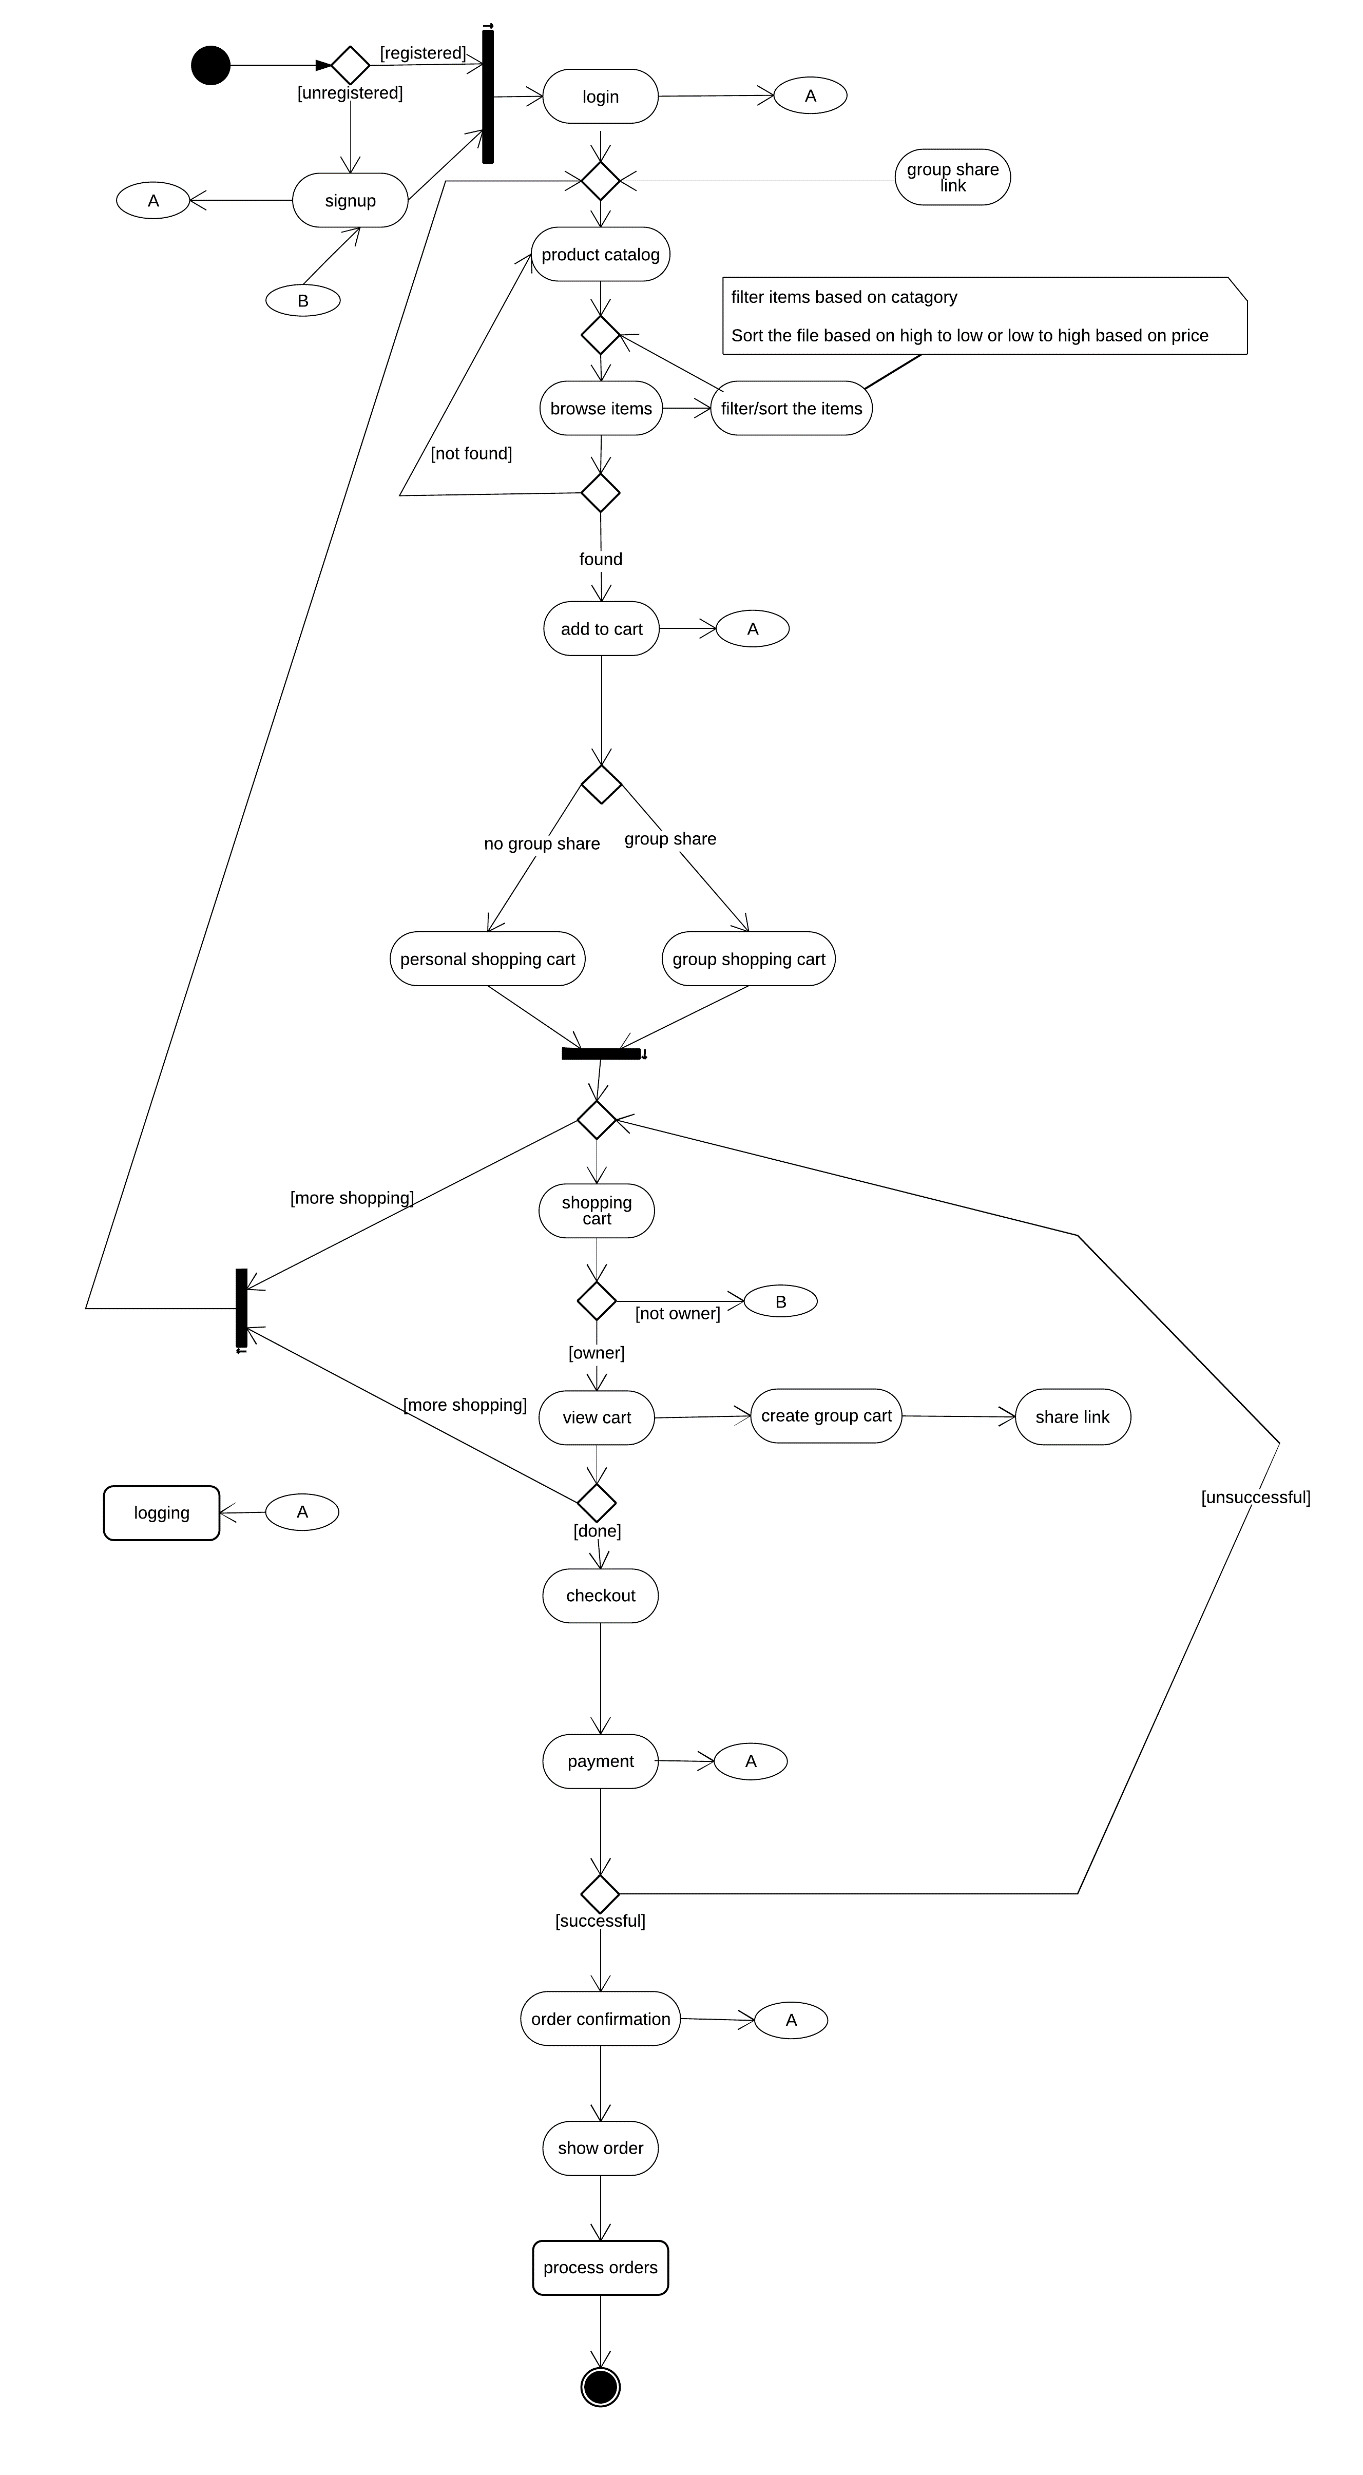 [registered]
[unregistered]
login
A
group share
link
A
signup
product catalog
B
filter items based on catagory
Sort the file based on high to low or low to high based on price
browse items
filter/sort the items
[not found]
found
add to cart
A
no group share
group share
personal shopping cart
group shopping cart
[more shopping]
shopping
cart
B
[not owner]
[owner]
[more shopping]
view cart
create group cart
share link
[unsuccessful]
logging
A
[done]
checkout
payment
A
[successful]
order confirmation
A
show order
process orders